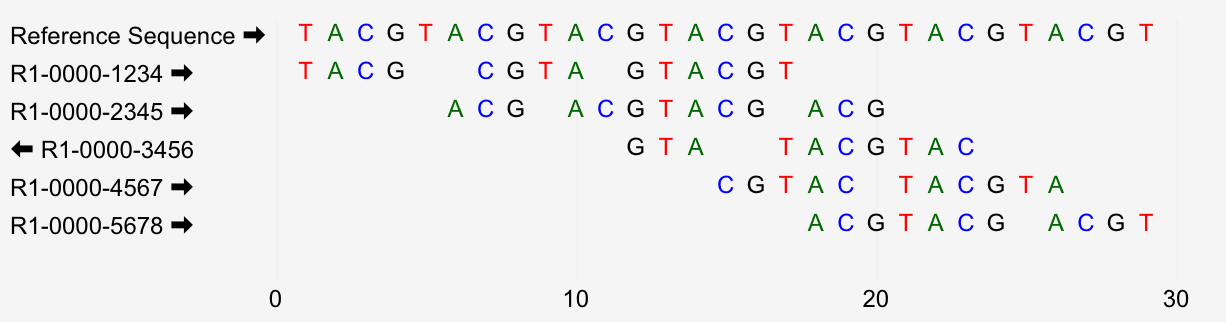 Reference Sequence → T A C G T A C G T A C G T A C G T A C G T A C G T A C G T
R1-0000-1234 → T A C G C G T A G T A C G T
R1-0000-2345 → A C G A C G T A C G A C G
← R1-0000-3456 G T A T A C G T A C
R1-0000-4567 → C G T A C T A C G T A
R1-0000-5678 → A C G T A C G A C G T
0 10 20 30